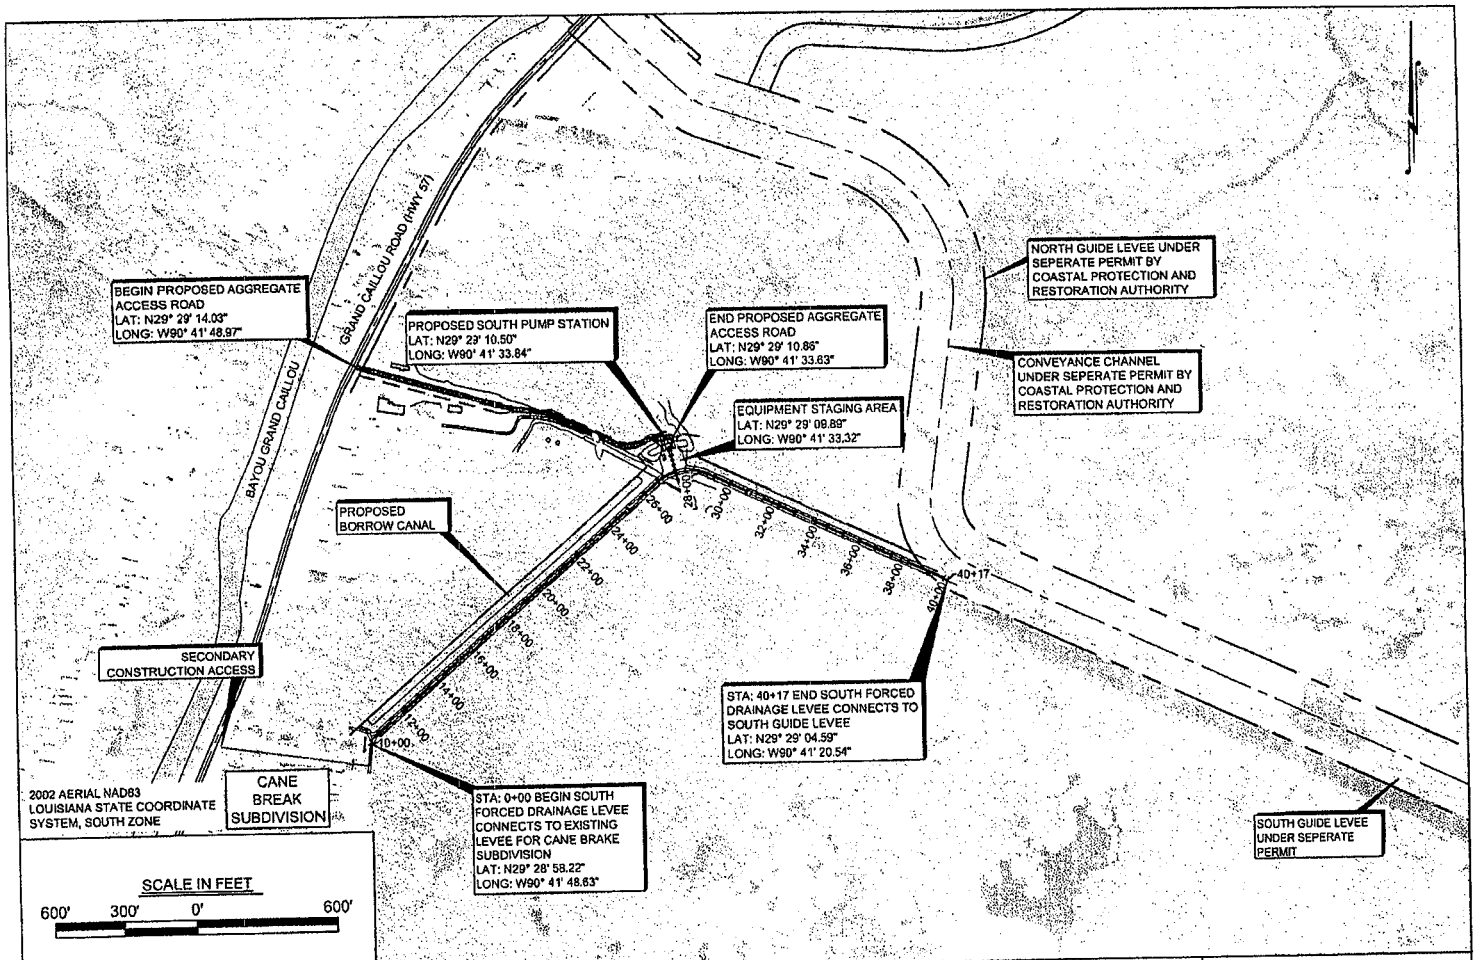 NORTH GUIDE LEVEE UNDER
SEPERATE PERMIT BY
COASTAL PROTECTION AND
RESTORATION AUTHORITY
GRAND CAILLOU ROAD (HWY 57)
BEGIN PROPOSED AGGREGATE
ACCESS ROAD
LAT: N29° 29' 14.03"
LONG: W90° 41' 48.97"
PROPOSED SOUTH PUMP STATION
LAT: N29° 29' 10.50"
LONG: W90° 41' 33.84"
END PROPOSED AGGREGATE
ACCESS ROAD
LAT: N29° 29' 10.86"
LONG: W90° 41' 33.63"
CONVEYANCE CHANNEL
UNDER SEPERATE PERMIT BY
COASTAL PROTECTION AND
RESTORATION AUTHORITY
EQUIPMENT STAGING AREA
LAT: N29° 29' 09.89"
LONG: W90° 41' 33.32"
BAYOU GRAND CAILLOU
PROPOSED
BORROW CANAL
10+00
12+00
14+00
16+00
18+00
20+00
22+00
24+00
26+00
28+00
30+00
32+00
34+00
36+00
38+00
40+00
40+17
SECONDARY
CONSTRUCTION ACCESS
STA: 40+17 END SOUTH FORCED
DRAINAGE LEVEE CONNECTS TO
SOUTH GUIDE LEVEE
LAT: N29° 29' 04.59"
LONG: W90° 41' 20.54"
2002 AERIAL NAD83
LOUISIANA STATE COORDINATE
SYSTEM, SOUTH ZONE
CANE
BREAK
SUBDIVISION
STA: 0+00 BEGIN SOUTH
FORCED DRAINAGE LEVEE
CONNECTS TO EXISTING
LEVEE FOR CANE BRAKE
SUBDIVISION
LAT: N29° 28' 58.22"
LONG: W90° 41' 48.63"
SOUTH GUIDE LEVEE
UNDER SEPERATE
PERMIT
SCALE IN FEET
600' 300' 0' 600'